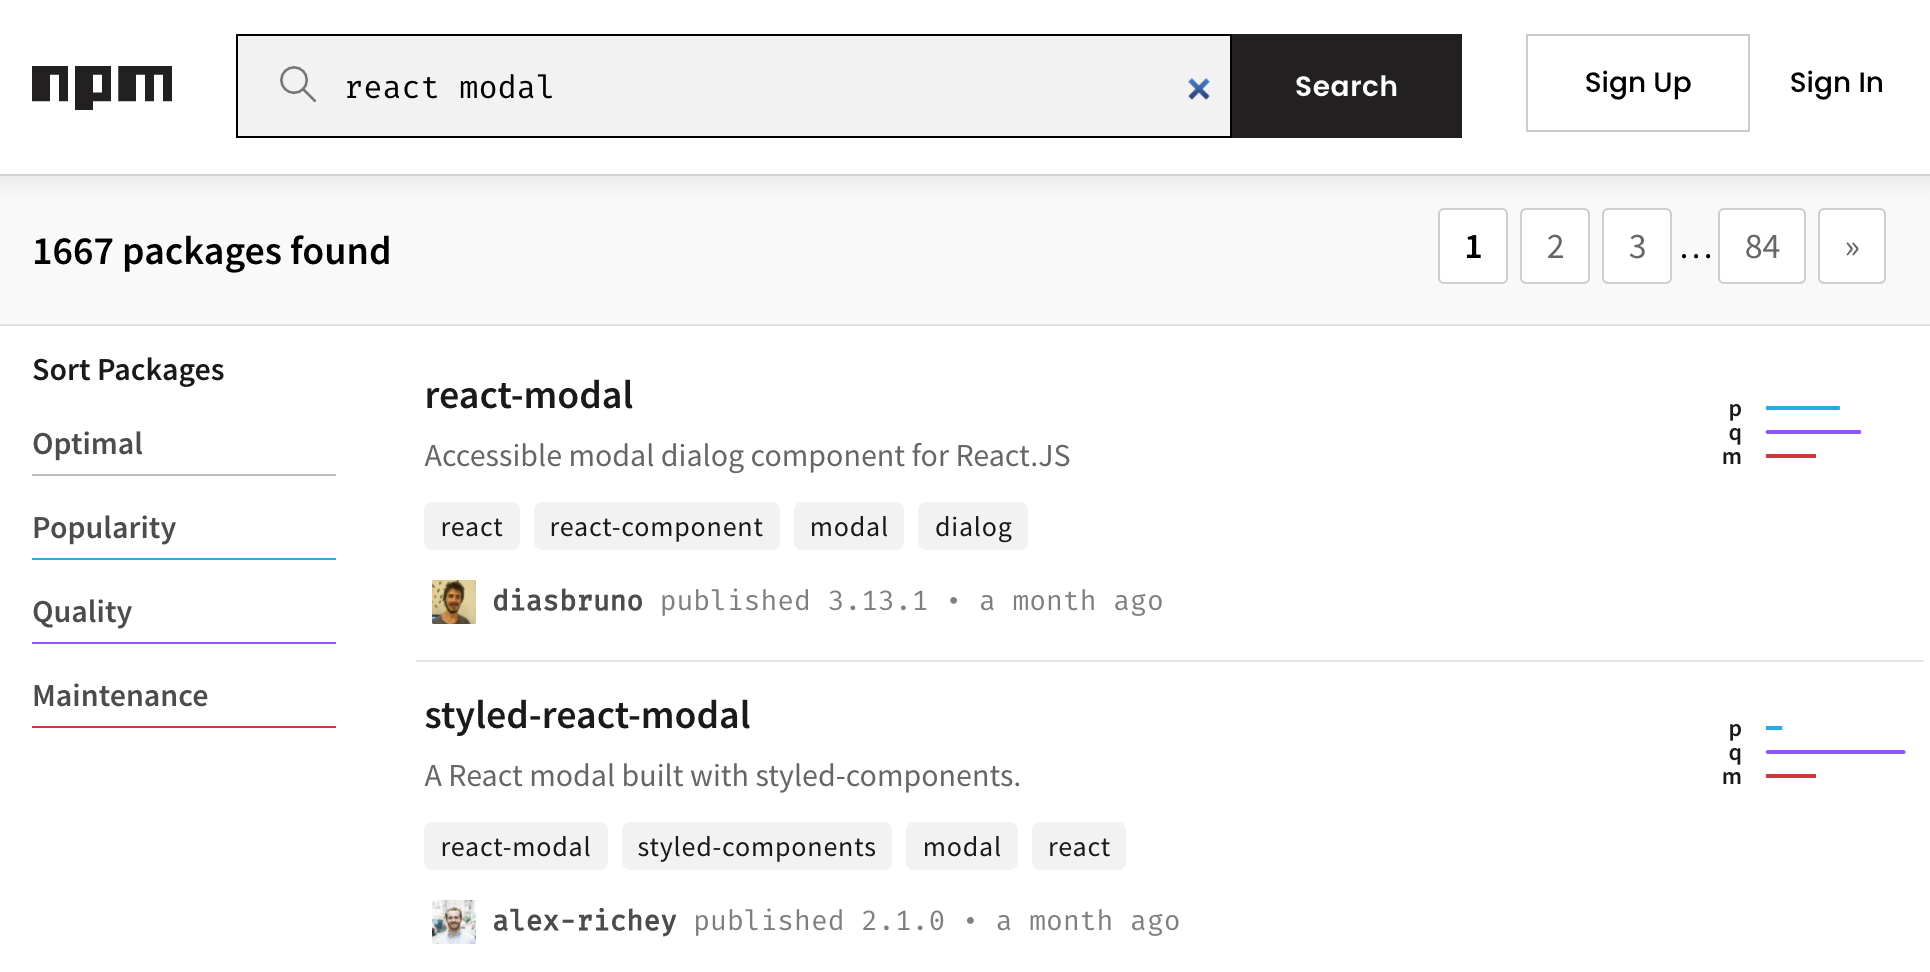 npm
react modal
Search
Sign Up
Sign In
1667 packages found
1
2
3
...
84
»
Sort Packages
Optimal
Popularity
Quality
Maintenance
react-modal
Accessible modal dialog component for React.JS
react react-component modal dialog
diasbruno published 3.13.1 • a month ago
p
q
m
styled-react-modal
A React modal built with styled-components.
react-modal styled-components modal react
alex-richey published 2.1.0 • a month ago
p
q
m